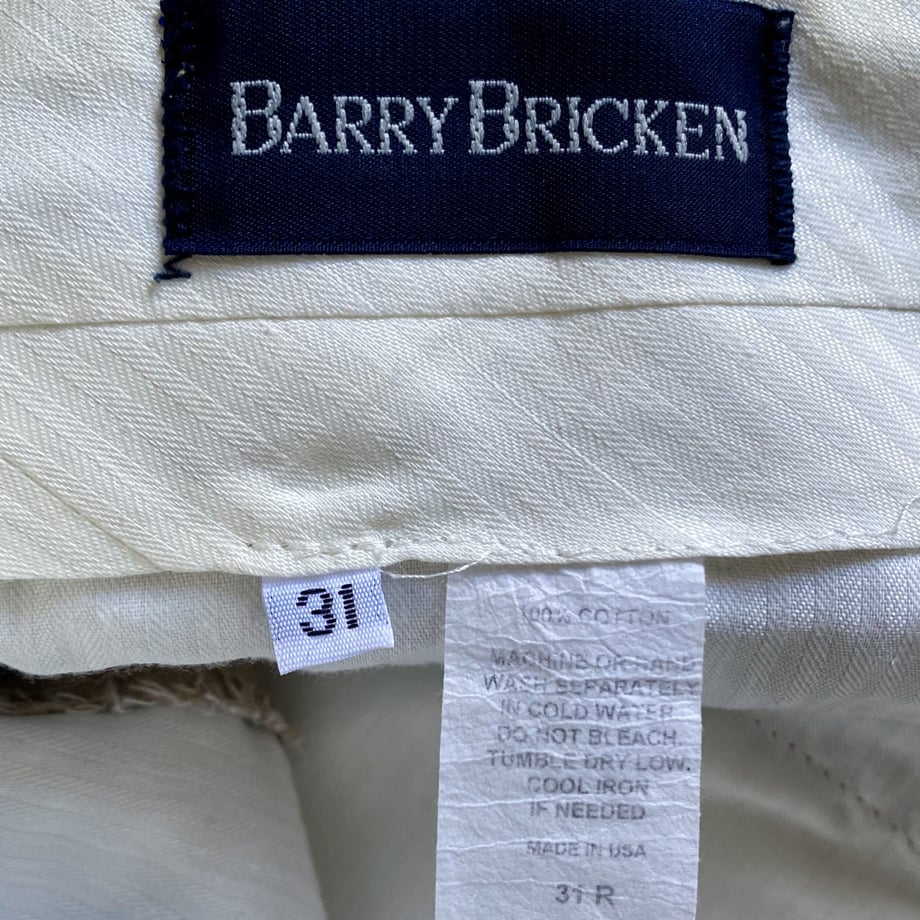 BARRY BRICKEN
31
100% COTTON
MACHINE OR HAND
WASH SEPARATELY
IN COLD WATER
DO NOT BLEACH.
TUMBLE DRY LOW.
COOL IRON
IF NEEDED
MADE IN USA
31 R